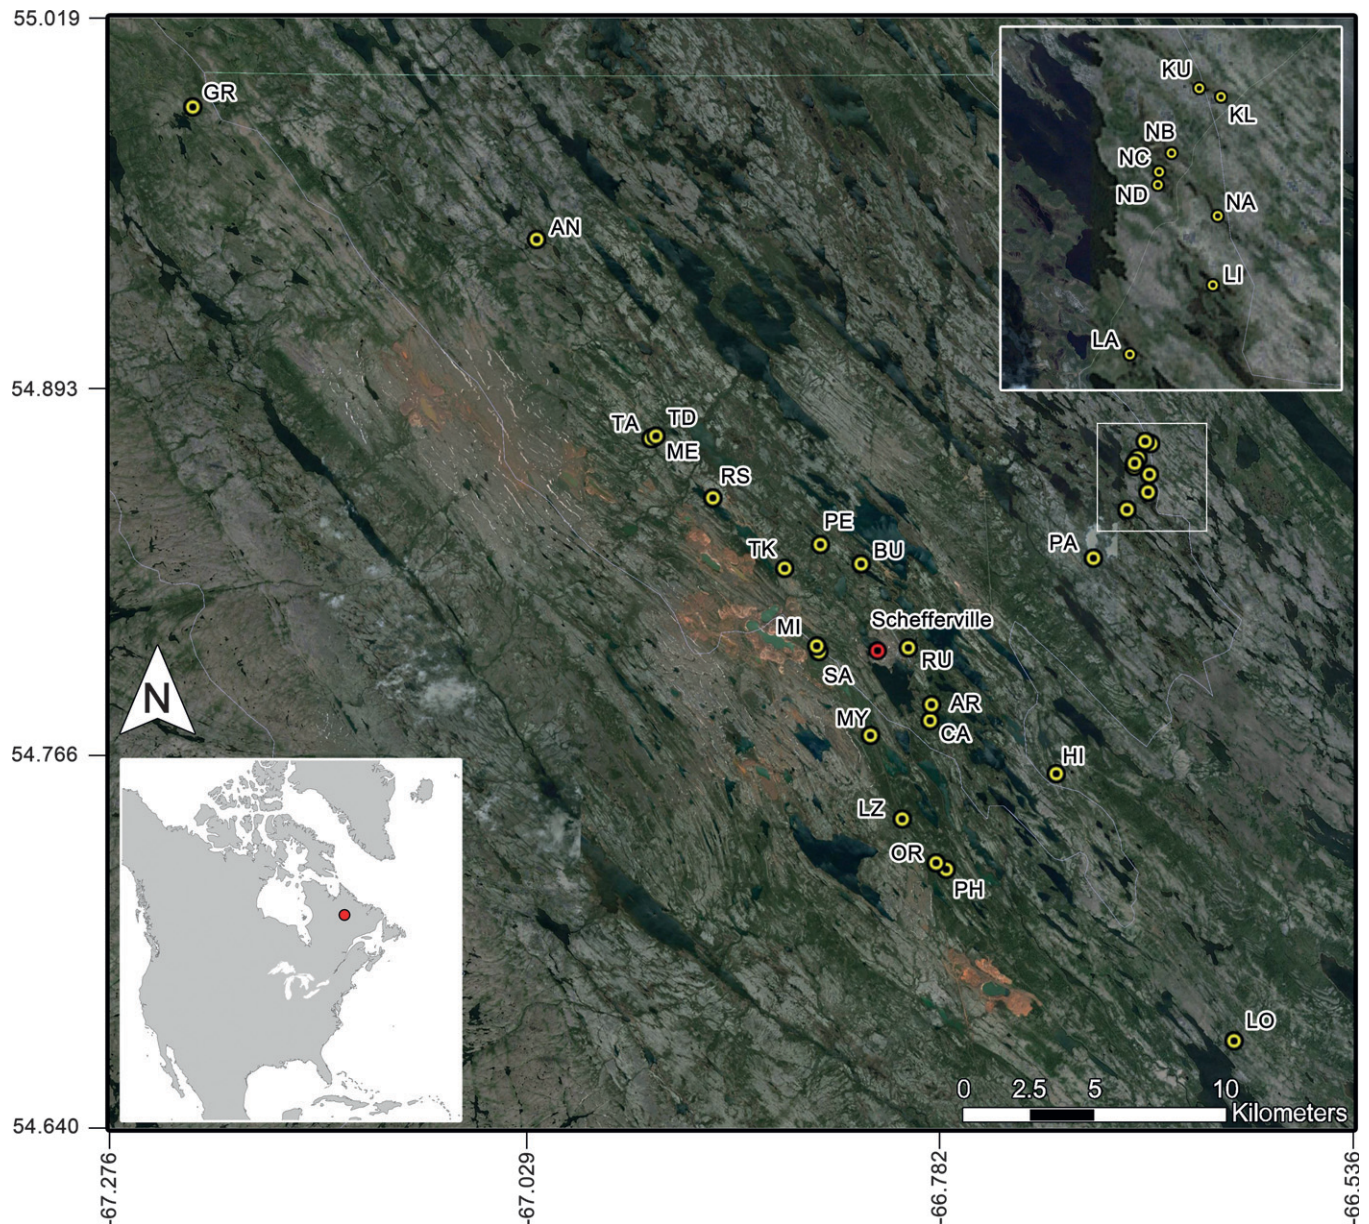 55.019
GR
KU
KL
NB
NC
ND
NA
LI
LA
AN
54.893
TA
TD
ME
RS
PE
TK
BU
PA
MI
Schefferville
SA
RU
AR
MY
CA
N
54.766
HI
LZ
OR
PH
LO
0 2.5 5 10
Kilometers
54.640
-67.276
-67.029
-66.782
-66.536